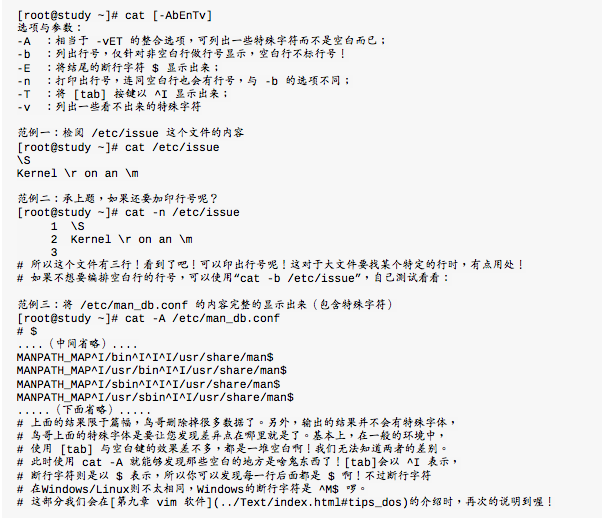 [root@study ~]# cat [-AbEnTv]
选项与参数：
-A ：相当于 -vET 的整合选项，可列出一些特殊字符而不是空白而已；
-b ：列出行号，仅针对非空白行做行号显示，空白行不标行号！
-E ：将结尾的断行字符 $ 显示出来；
-n ：打印出行号，连同空白行也会有行号，与 -b 的选项不同；
-T ：将 [tab] 按键以 ^I 显示出来；
-v ：列出一些看不出来的特殊字符
范例一：检阅 /etc/issue 这个文件的内容
[root@study ~]# cat /etc/issue
\S
Kernel \r on an \m
范例二：承上题，如果还要加印行号呢？
[root@study ~]# cat -n /etc/issue
1 \S
2 Kernel \r on an \m
3
# 所以这个文件有三行！看到了吧！可以印出行号呢！这对于大文件要找某个特定的行时，有点用处！
# 如果不想要编排空白行的行号，可以使用“cat -b /etc/issue”，自己测试看看：
范例三：将 /etc/man_db.conf 的内容完整的显示出来（包含特殊字符）
[root@study ~]# cat -A /etc/man_db.conf
# $
....（中间省略）....
MANPATH_MAP^I/bin^I^I^I/usr/share/man$
MANPATH_MAP^I/usr/bin^I^I/usr/share/man$
MANPATH_MAP^I/sbin^I^I^I/usr/share/man$
MANPATH_MAP^I/usr/sbin^I^I/usr/share/man$
.....（下面省略）.....
# 上面的结果限于篇幅，鸟哥删除掉很多数据了。另外，输出的结果并不会有特殊字体，
# 鸟哥上面的特殊字体是要让您发现差异点在哪里就是了。基本上，在一般的环境中，
# 使用 [tab] 与空白键的效果差不多，都是一堆空白啊！我们无法知道两者的差别。
# 此时使用 cat -A 就能够发现那些空白的地方是啥鬼东西了！[tab]会以 ^I 表示，
# 断行字符则是以 $ 表示，所以你可以发现每一行后面都是 $ 啊！不过断行字符
# 在Windows/Linux则不太相同，Windows的断行字符是 ^M$ 啰。
# 这部分我们会在[第九章 vim 软件](../Text/index.html#tips_dos)的介绍时，再次的说明到喔！